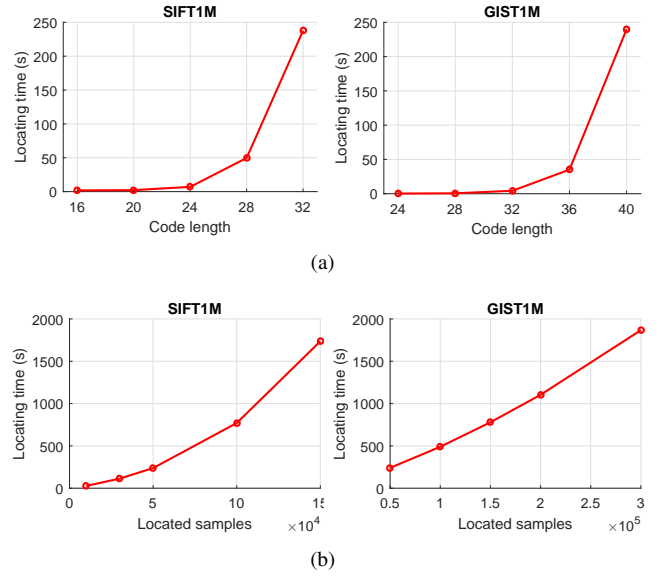 SIFT1M
250
200
150
100
50
0
16 20 24 28 32
Locating time (s)
Code length
GIST1M
250
200
150
100
50
0
24 28 32 36 40
Locating time (s)
Code length
(a)
SIFT1M
2000
1500
1000
500
0
0 5 10 15
×10^4
Locating time (s)
Located samples
GIST1M
2000
1500
1000
500
0
0.5 1 1.5 2 2.5 3
×10^5
Locating time (s)
Located samples
(b)